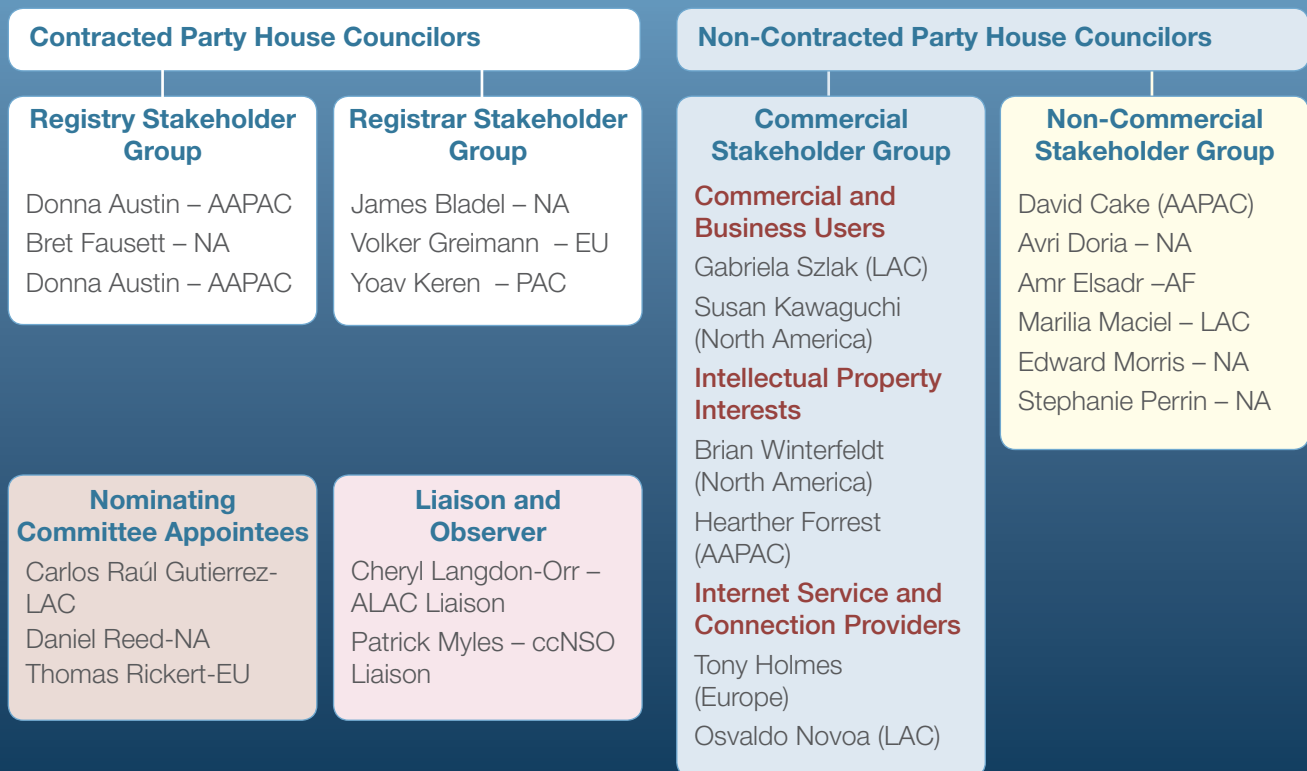 Contracted Party House Councilors
Registry Stakeholder
Group
Donna Austin – AAPAC
Bret Fausett – NA
Donna Austin – AAPAC
Registrar Stakeholder
Group
James Bladel – NA
Volker Greimann – EU
Yoav Keren – PAC
Non-Contracted Party House Councilors
Commercial
Stakeholder Group
Commercial and
Business Users
Gabriela Szlak (LAC)
Susan Kawaguchi
(North America)
Intellectual Property
Interests
Brian Winterfeldt
(North America)
Hearther Forrest
(AAPAC)
Internet Service and
Connection Providers
Tony Holmes
(Europe)
Osvaldo Novoa (LAC)
Non-Commercial
Stakeholder Group
David Cake (AAPAC)
Avri Doria – NA
Amr Elsadr –AF
Marilia Maciel – LAC
Edward Morris – NA
Stephanie Perrin – NA
Nominating
Committee Appointees
Carlos Raúl Gutierrez-
LAC
Daniel Reed-NA
Thomas Rickert-EU
Liaison and
Observer
Cheryl Langdon-Orr –
ALAC Liaison
Patrick Myles – ccNSO
Liaison